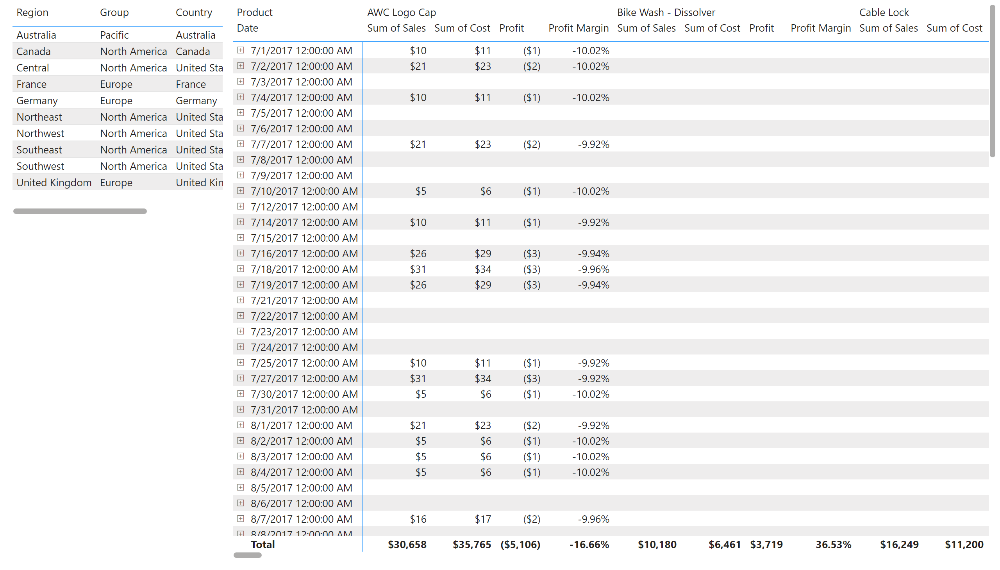 Region Group Country
Australia Pacific Australia
Canada North America Canada
Central North America United Sta
France Europe France
Germany Europe Germany
Northeast North America United Sta
Northwest North America United Sta
Southeast North America United Sta
Southwest North America United Sta
United Kingdom Europe United Kin
Product AWC Logo Cap Bike Wash - Dissolver Cable Lock
Date Sum of Sales Sum of Cost Profit Profit Margin Sum of Sales Sum of Cost Profit Profit Margin Sum of Sales Sum of Cost
7/1/2017 12:00:00 AM $10 $11 ($1) -10.02%
7/2/2017 12:00:00 AM $21 $23 ($2) -10.02%
7/3/2017 12:00:00 AM
7/4/2017 12:00:00 AM $10 $11 ($1) -10.02%
7/5/2017 12:00:00 AM
7/6/2017 12:00:00 AM
7/7/2017 12:00:00 AM $21 $23 ($2) -9.92%
7/8/2017 12:00:00 AM
7/9/2017 12:00:00 AM
7/10/2017 12:00:00 AM $5 $6 ($1) -10.02%
7/12/2017 12:00:00 AM
7/14/2017 12:00:00 AM $10 $11 ($1) -9.92%
7/15/2017 12:00:00 AM
7/16/2017 12:00:00 AM $26 $29 ($3) -9.94%
7/18/2017 12:00:00 AM $31 $34 ($3) -9.96%
7/19/2017 12:00:00 AM $26 $29 ($3) -9.94%
7/21/2017 12:00:00 AM
7/22/2017 12:00:00 AM
7/23/2017 12:00:00 AM
7/24/2017 12:00:00 AM
7/25/2017 12:00:00 AM $10 $11 ($1) -9.92%
7/27/2017 12:00:00 AM $31 $34 ($3) -9.92%
7/30/2017 12:00:00 AM $5 $6 ($1) -10.02%
7/31/2017 12:00:00 AM
8/1/2017 12:00:00 AM $21 $23 ($2) -9.92%
8/2/2017 12:00:00 AM $5 $6 ($1) -10.02%
8/3/2017 12:00:00 AM $5 $6 ($1) -10.02%
8/4/2017 12:00:00 AM $5 $6 ($1) -10.02%
8/5/2017 12:00:00 AM
8/6/2017 12:00:00 AM
8/7/2017 12:00:00 AM $16 $17 ($2) -9.96%
8/8/2017 12:00:00 AM
Total $30,658 $35,765 ($5,106) -16.66% $10,180 $6,461 $3,719 36.53% $16,249 $11,200